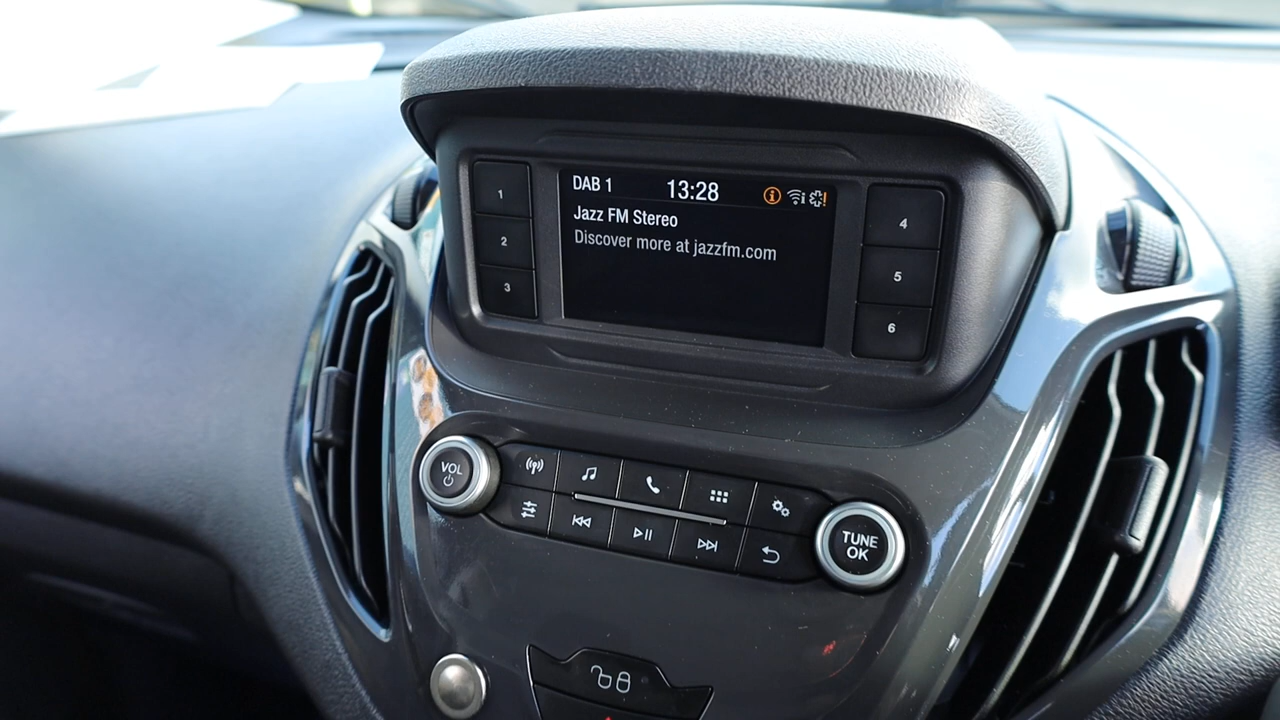 DAB 1 13:28
Jazz FM Stereo
Discover more at jazzfm.com
1
2
3
4
5
6
VOL
TUNE
OK